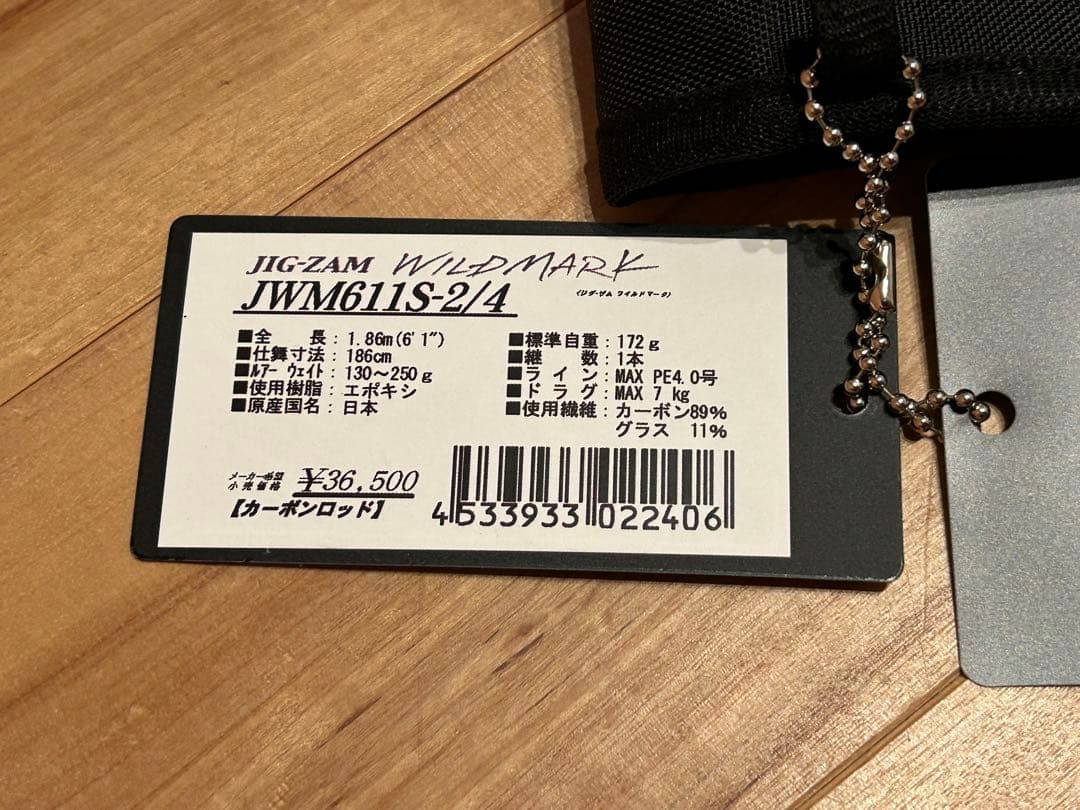 JIG-ZAM WILDMARK
JWM611S-2/4
〈ジグ・ザム ワイルドマーク〉
■全　　長：1.86m(6'1")
■仕舞寸法：186cm
■ﾙｱｰ ｳｪｲﾄ：130～250g
■使用樹脂：エポキシ
■原産国名：日本
■標準自重：172g
■継　　数：1本
■ラ イ ン：MAX PE4.0号
■ド ラ グ：MAX 7 kg
■使用繊維：カーボン89%
グラス 11%
メーカー希望
小売価格 ¥36,500
【カーボンロッド】
4533933022406